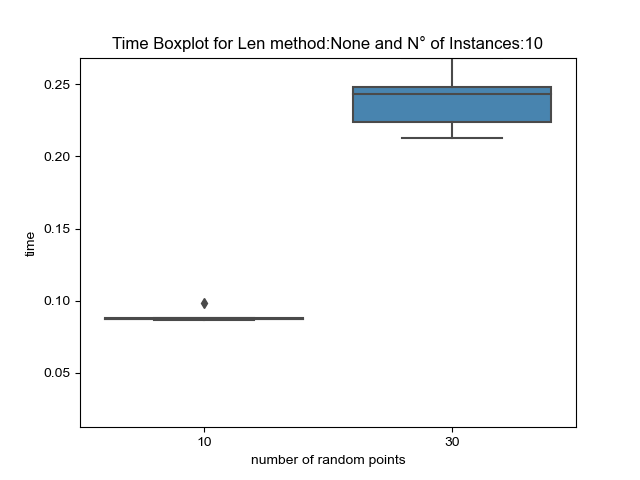 Time Boxplot for Len method:None and N° of Instances:10
0.25
0.20
0.15
0.10
0.05
time
10 30
number of random points